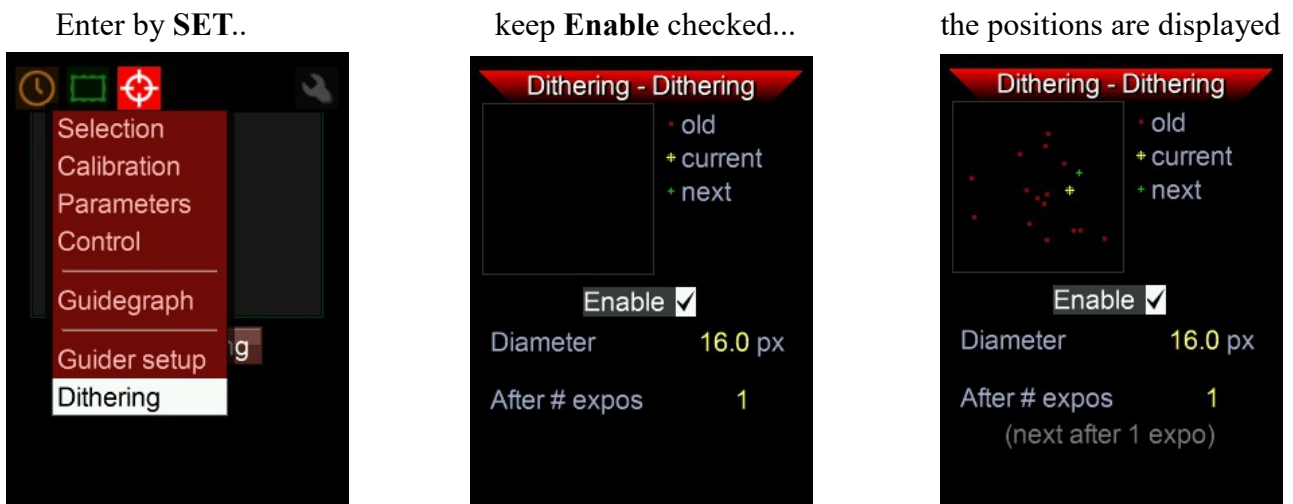 Enter by SET..
Selection
Calibration
Parameters
Control
Guidegraph
Guider setup
g
Dithering
keep Enable checked...
Dithering - Dithering
old
current
next
Enable
Diameter 16.0 px
After # expos 1
the positions are displayed
Dithering - Dithering
old
current
next
Enable
Diameter 16.0 px
After # expos 1
(next after 1 expo)